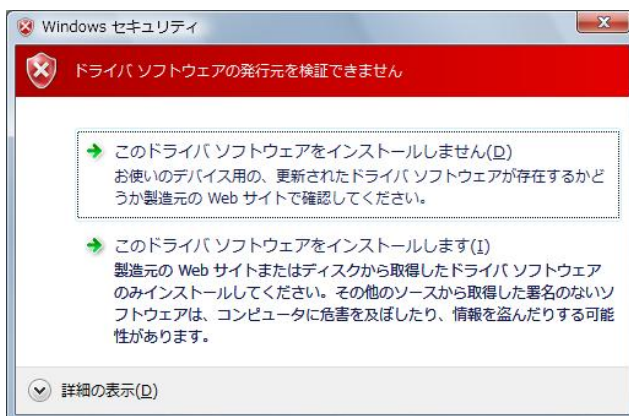 Windows セキュリティ
ドライバ ソフトウェアの発行元を検証できません
このドライバ ソフトウェアをインストールしません(D)
お使いのデバイス用の、更新されたドライバ ソフトウェアが存在するかど
うか製造元の Web サイトで確認してください。
このドライバ ソフトウェアをインストールします(I)
製造元の Web サイトまたはディスクから取得したドライバ ソフトウェア
のみインストールしてください。その他のソースから取得した署名のないソ
フトウェアは、コンピュータに危害を及ぼしたり、情報を盗んだりする可能
性があります。
詳細の表示(D)